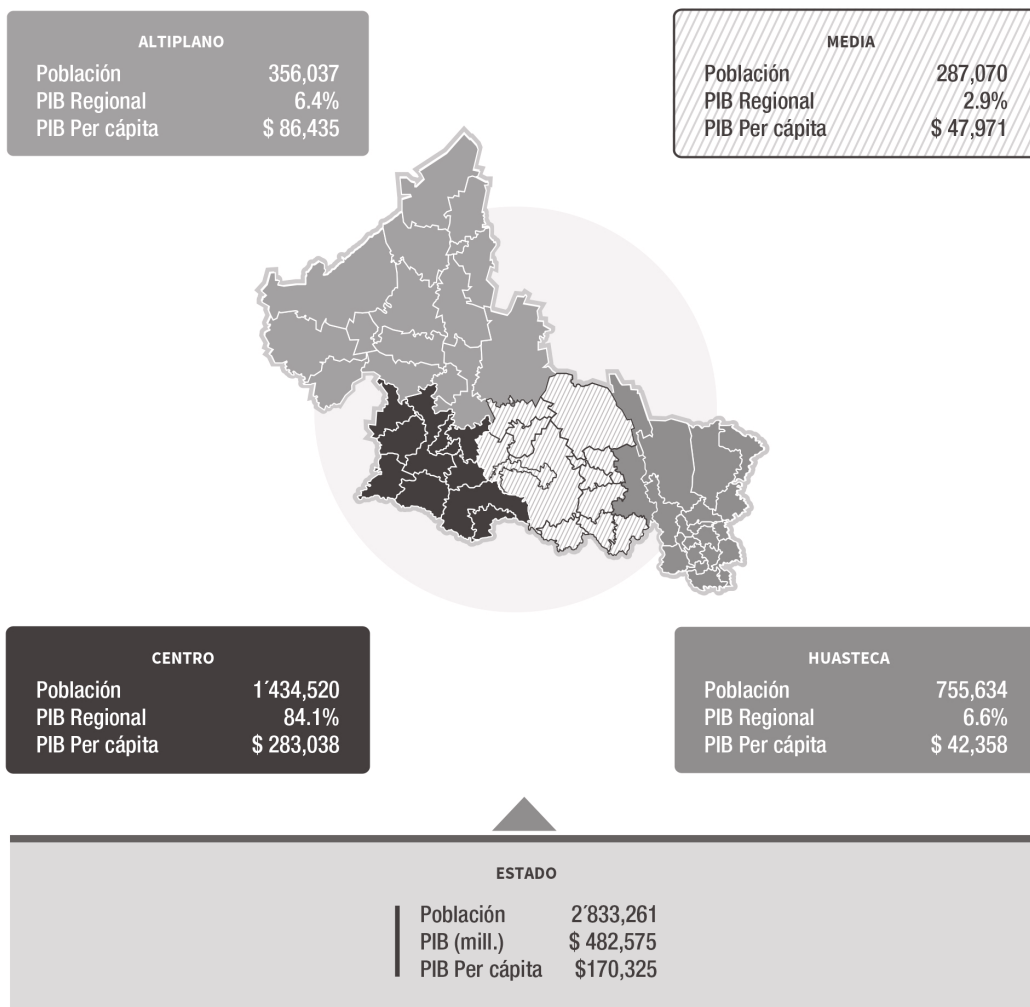 ALTIPLANO
Población 356,037
PIB Regional 6.4%
PIB Per cápita $ 86,435
MEDIA
Población 287,070
PIB Regional 2.9%
PIB Per cápita $ 47,971
CENTRO
Población 1´434,520
PIB Regional 84.1%
PIB Per cápita $ 283,038
HUASTECA
Población 755,634
PIB Regional 6.6%
PIB Per cápita $ 42,358
ESTADO
Población 2´833,261
PIB (mill.) $ 482,575
PIB Per cápita $170,325